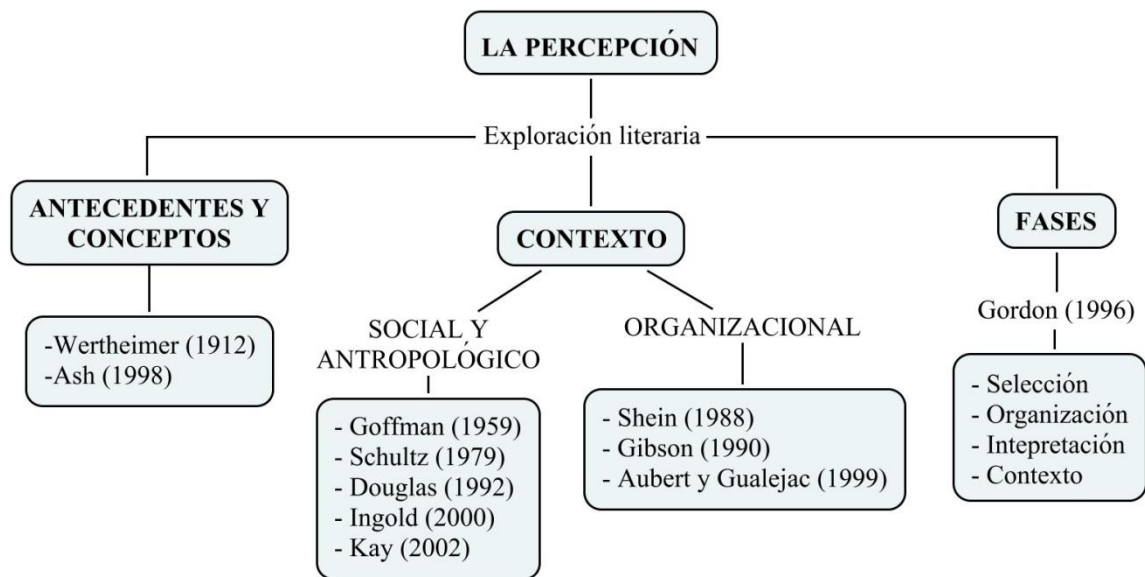 LA PERCEPCIÓN
Exploración literaria
ANTECEDENTES Y
CONCEPTOS
-Wertheimer (1912)
-Ash (1998)
CONTEXTO
SOCIAL Y
ANTROPOLÓGICO
- Goffman (1959)
- Schultz (1979)
- Douglas (1992)
- Ingold (2000)
- Kay (2002)
ORGANIZACIONAL
- Shein (1988)
- Gibson (1990)
- Aubert y Gualejac (1999)
FASES
Gordon (1996)
- Selección
- Organización
- Intepretación
- Contexto